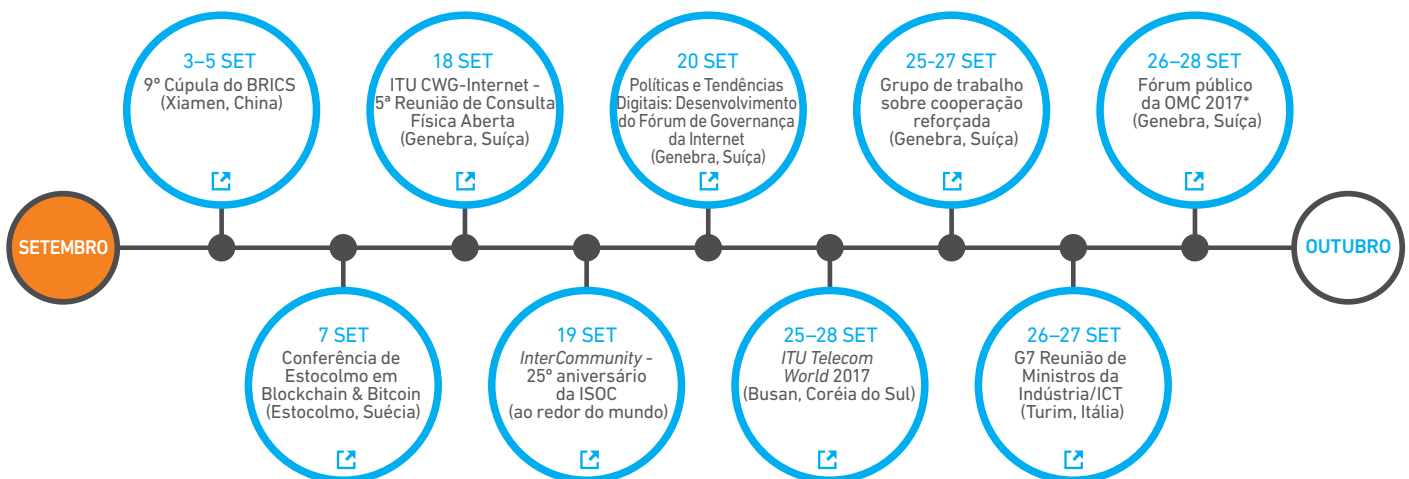 SETEMBRO
3–5 SET
9º Cúpula do BRICS
(Xiamen, China)
7 SET
Conferência de
Estocolmo em
Blockchain & Bitcoin
(Estocolmo, Suécia)
18 SET
ITU CWG-Internet -
5ª Reunião de Consulta
Física Aberta
(Genebra, Suíça)
19 SET
InterCommunity -
25º aniversário
da ISOC
(ao redor do mundo)
20 SET
Políticas e Tendências
Digitais: Desenvolvimento
do Fórum de Governança
da Internet
(Genebra, Suíça)
25–28 SET
ITU Telecom
World 2017
(Busan, Coréia do Sul)
25-27 SET
Grupo de trabalho
sobre cooperação
reforçada
(Genebra, Suíça)
26–27 SET
G7 Reunião de
Ministros da
Indústria/ICT
(Turim, Itália)
26–28 SET
Fórum público
da OMC 2017*
(Genebra, Suíça)
OUTUBRO